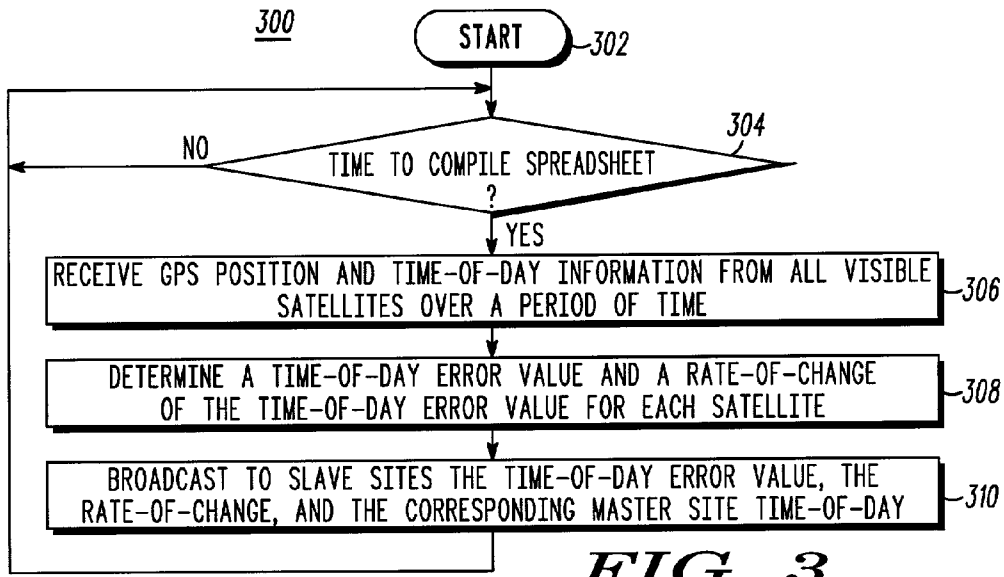 300
START
302
304
NO
TIME TO COMPILE SPREADSHEET
?
YES
RECEIVE GPS POSITION AND TIME-OF-DAY INFORMATION FROM ALL VISIBLE
SATELLITES OVER A PERIOD OF TIME
306
DETERMINE A TIME-OF-DAY ERROR VALUE AND A RATE-OF-CHANGE
OF THE TIME-OF-DAY ERROR VALUE FOR EACH SATELLITE
308
BROADCAST TO SLAVE SITES THE TIME-OF-DAY ERROR VALUE, THE
RATE-OF-CHANGE, AND THE CORRESPONDING MASTER SITE TIME-OF-DAY
310
FIG. 3